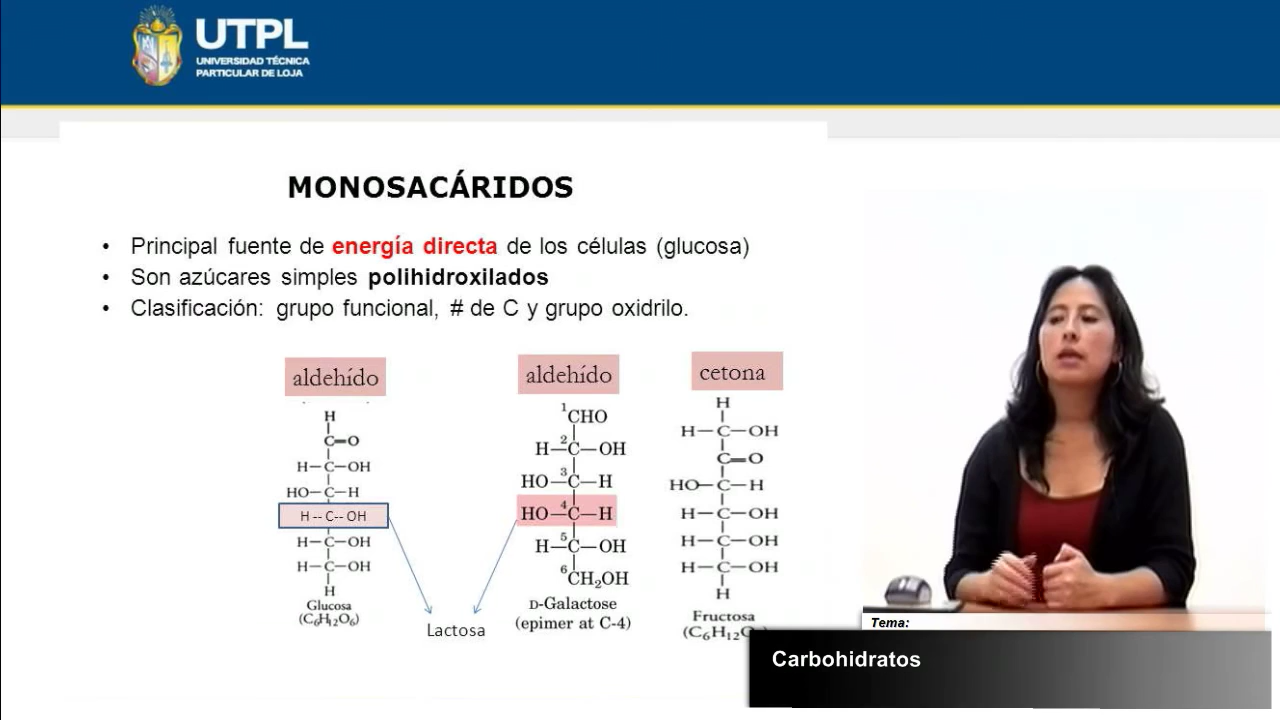 UTPL
UNIVERSIDAD TÉCNICA
PARTICULAR DE LOJA
MONOSACÁRIDOS
• Principal fuente de energía directa de los células (glucosa)
• Son azúcares simples polihidroxilados
• Clasificación: grupo funcional, # de C y grupo oxidrilo.
aldehído
H
C=O
H—C—OH
HO—C—H
H -- C-- OH
H—C—OH
H—C—OH
H
Glucosa
(C6H12O6)
aldehído
1CHO
H—2C—OH
HO—3C—H
HO—4C—H
H—5C—OH
6CH2OH
D-Galactose
(epimer at C-4)
Lactosa
cetona
H
H—C—OH
C=O
HO—C—H
H—C—OH
H—C—OH
H—C—OH
H
Fructosa
(C6H12O
Tema:
Carbohidratos